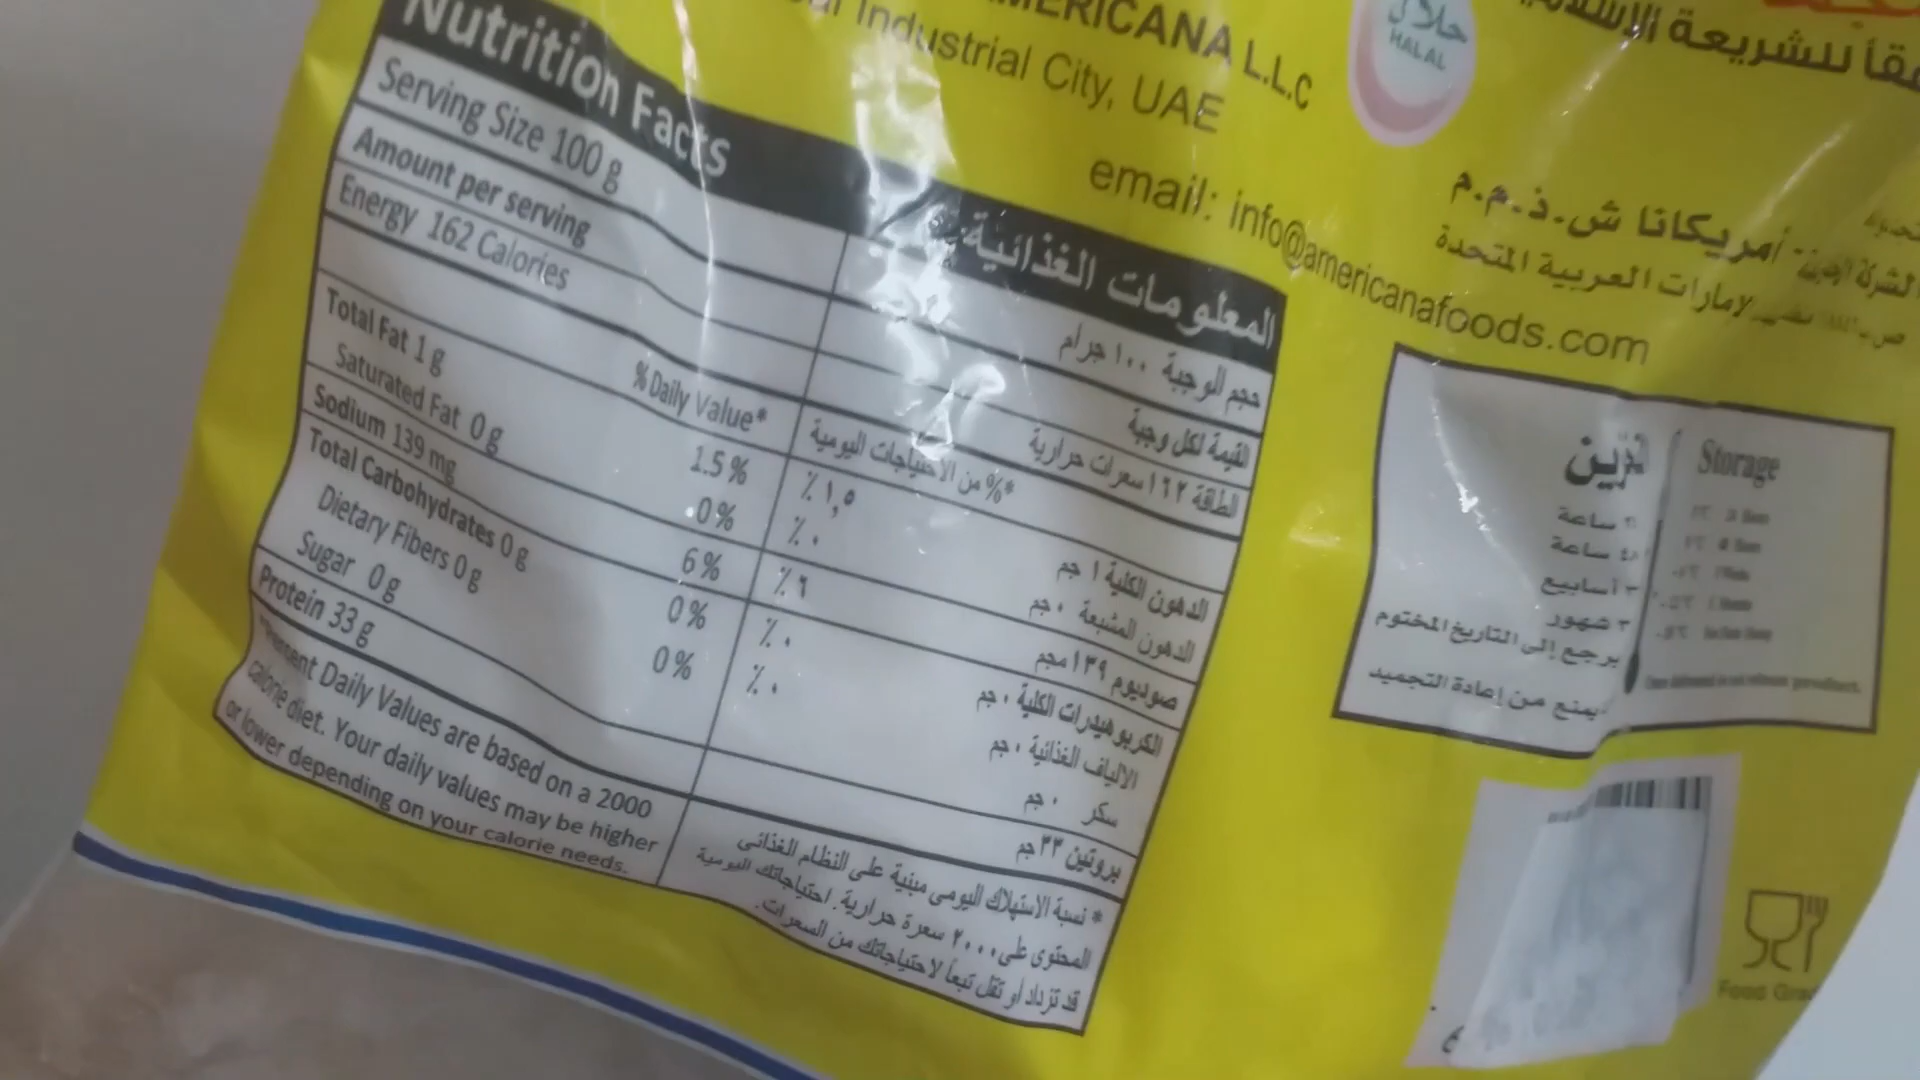 AMERICANA L.L.C
Industrial City, UAE
email: info@americanafoods.com
حلال
HALAL
للشريعة
أمريكانا ش.ذ.م.م
الإمارات العربية المتحدة
Nutrition Facts
المعلومات الغذائية
Serving Size 100 g
حجم الوجبة ١٠٠ جرام
Amount per serving
القيمة لكل وجبة
Energy 162 Calories
الطاقة ١٦٢ سعرات حرارية
% Daily Value*
*% من الاحتياجات اليومية
Total Fat 1 g 1.5 %
الدهون الكلية ١ جم ١,٥ ٪
Saturated Fat 0 g 0 %
الدهون المشبعة ٠ جم ٠ ٪
Sodium 139 mg 6 %
صوديوم ١٣٩ مجم ٦ ٪
Total Carbohydrates 0 g 0 %
الكربوهيدرات الكلية ٠ جم ٠ ٪
Dietary Fibers 0 g 0 %
الالياف الغذائية ٠ جم ٠ ٪
Sugar 0 g
سكر ٠ جم
Protein 33 g
بروتين ٣٣ جم
Daily Values are based on a 2000
calorie diet. Your daily values may be higher
or lower depending on your calorie needs.
* نسبة الاستهلاك اليومى مبنية على النظام الغذائى
المحتوى على ٢٠٠٠ سعرة حرارية. احتياجاتك اليومية
قد تزداد أو تقل تبعاً لاحتياجاتك من السعرات.
Storage
ساعة
ساعة
أسابيع
٣ شهور
يرجع إلى التاريخ المختوم
يمنع من إعادة التجميد
Food